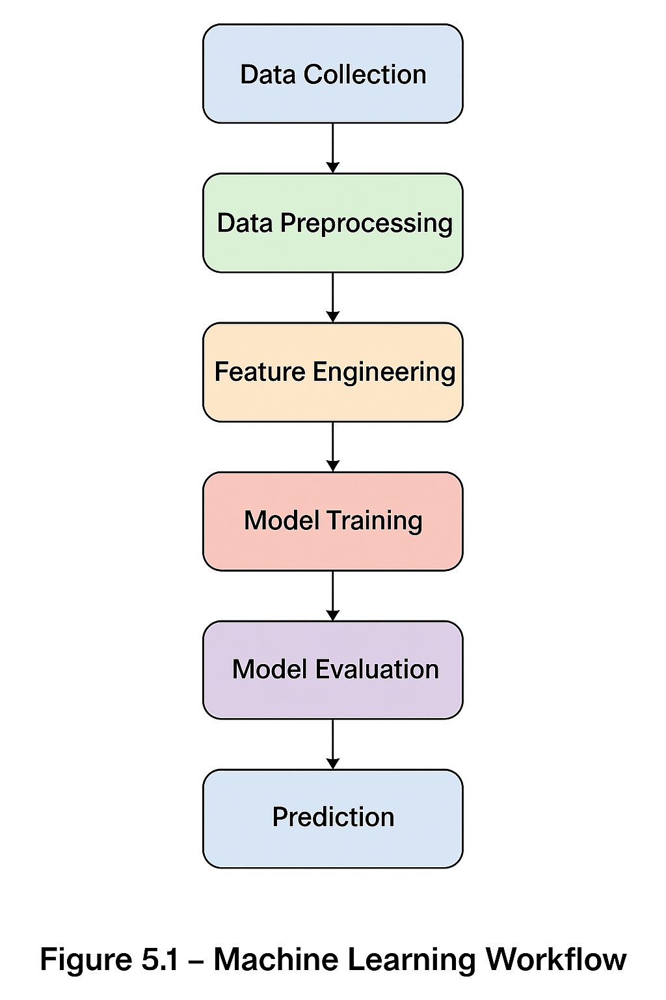 Data Collection
Data Preprocessing
Feature Engineering
Model Training
Model Evaluation
Prediction
Figure 5.1 – Machine Learning Workflow